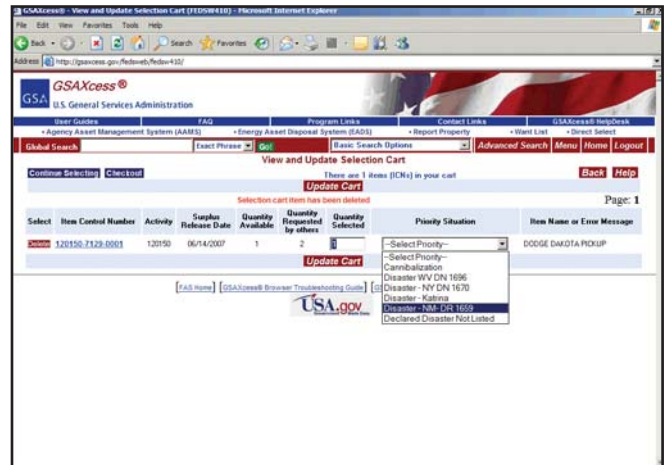 GSAXcess® - View and Update Selection Cart (FEDSW410) - Microsoft Internet Explorer
File Edit View Favorites Tools Help
Back Search Favorites
Address http://gsaxcess.gov/fedsweb/fedsw410/
GSA GSAXcess®
U.S. General Services Administration
User Guides FAQ Program Links Contact Links GSAXcess® HelpDesk
• Agency Asset Management System (AAMS) • Energy Asset Disposal System (EADS) • Report Property • Want List • Direct Select
Global Search Exact Phrase Go! Basic Search Options Advanced Search Menu Home Logout
View and Update Selection Cart
Continue Selecting Checkout There are 1 items (ICNs) in your cart Back Help
Update Cart
Selection cart item has been deleted Page: 1
Select Item Control Number Activity Surplus Release Date Quantity Available Quantity Requested by others Quantity Selected Priority Situation Item Name or Error Message
Delete 120150-7129-0001 120150 06/14/2007 1 2 1 --Select Priority-- DODGE DAKOTA PICKUP
--Select Priority--
Cannibalization
Disaster WV DN 1696
Disaster - NY DN 1670
Disaster - Katrina
Disaster - NM- DR 1659
Declared Disaster Not Listed
Update Cart
[FAS Home] [GSAXcess® Browser Troubleshooting Guide]
USA.gov